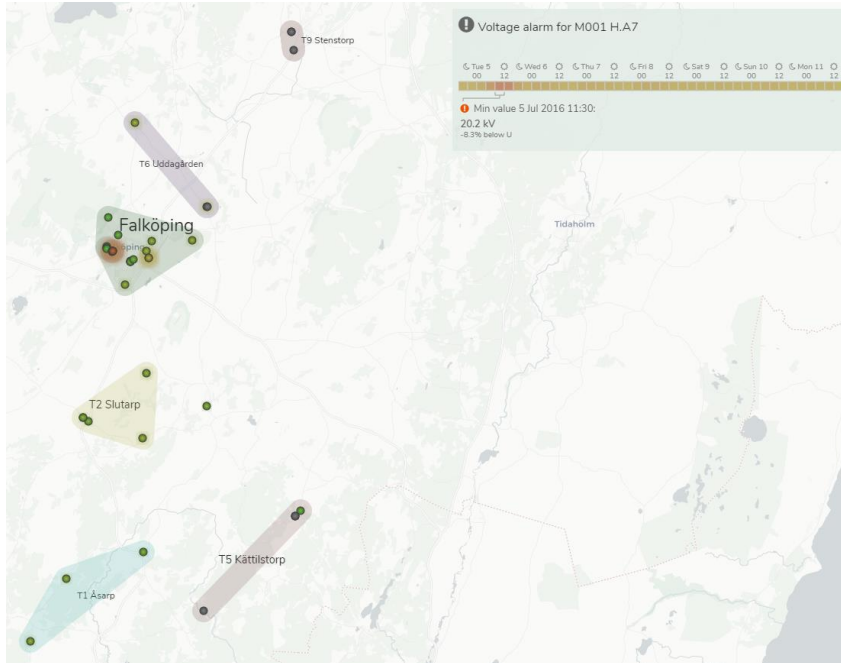 Voltage alarm for M001 H.A7
Tue 5 Wed 6 Thu 7 Fri 8 Sat 9 Sun 10 Mon 11
00 12 00 12 00 12 00 12 00 12 00 12 00 12
Min value 5 Jul 2016 11:30:
20.2 kV
-8.3% below U
T9 Stenstorp
T6 Uddagården
Falköping
Tidaholm
T2 Slutarp
T5 Kättilstorp
T1 Åsarp